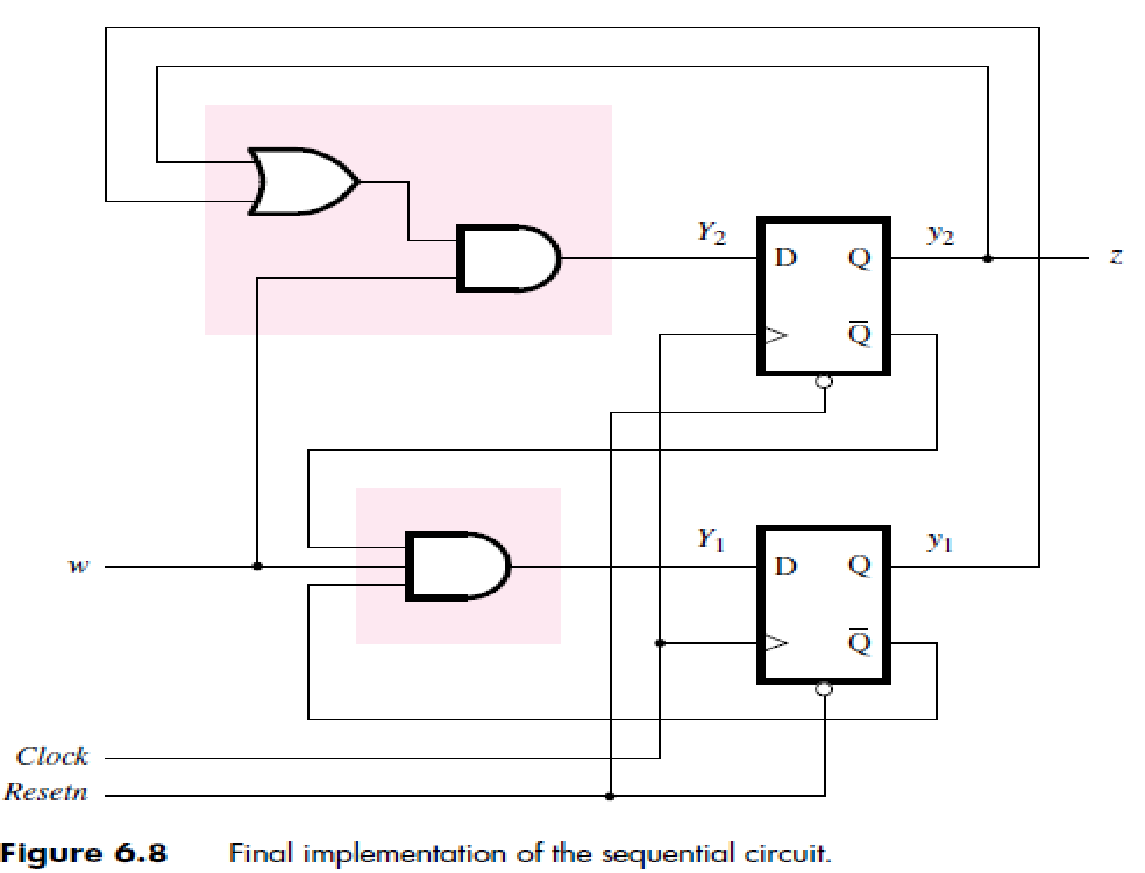 Y2
y2
D
Q
z
Q̅
w
Y1
y1
D
Q
Q̅
Clock
Resetn
Figure 6.8 Final implementation of the sequential circuit.